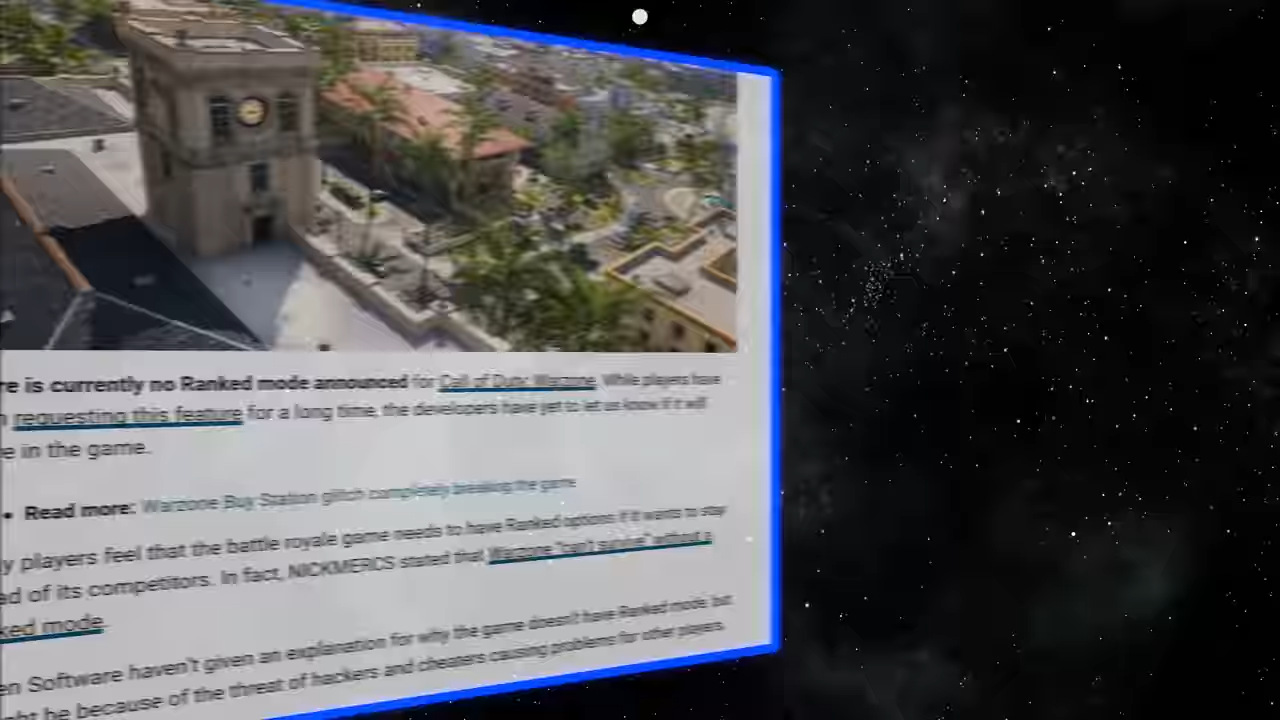 re is currently no Ranked mode announced for Call of Duty: Warzone. While players have
n requesting this feature for a long time, the developers have yet to let us know if it will
e in the game.
• Read more: Warzone Buy Station glitch completely breaking the game
y players feel that the battle royale game needs to have Ranked options if it wants to stay
ad of its competitors. In fact, NICKMERCS stated that Warzone "can't survive" without a
ked mode.
en Software haven't given an explanation for why the game doesn't have Ranked mode, but
ght be because of the threat of hackers and cheaters causing problems for other players.